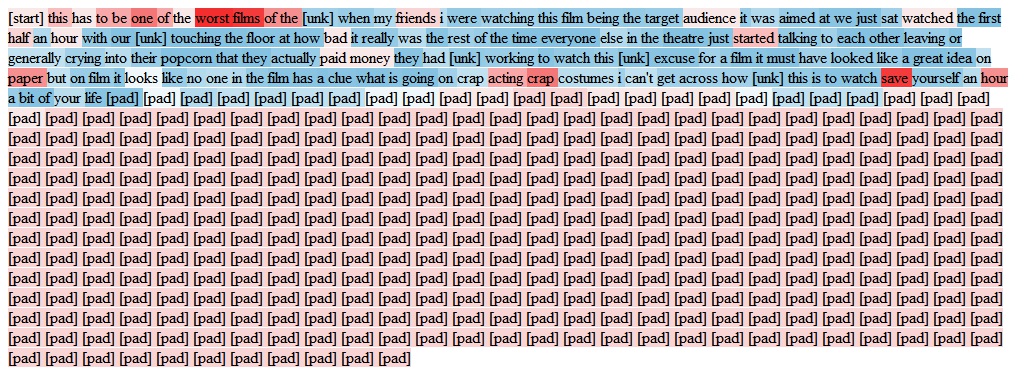 [start] this has to be one of the worst films of the [unk] when my friends i were watching this film being the target audience it was aimed at we just sat watched the first
half an hour with our [unk] touching the floor at how bad it really was the rest of the time everyone else in the theatre just started talking to each other leaving or
generally crying into their popcorn that they actually paid money they had [unk] working to watch this [unk] excuse for a film it must have looked like a great idea on
paper but on film it looks like no one in the film has a clue what is going on crap acting crap costumes i can't get across how [unk] this is to watch save yourself an hour
a bit of your life [pad] [pad] [pad] [pad] [pad] [pad] [pad] [pad] [pad] [pad] [pad] [pad] [pad] [pad] [pad] [pad] [pad] [pad] [pad] [pad] [pad] [pad] [pad] [pad]
[pad] [pad] [pad] [pad] [pad] [pad] [pad] [pad] [pad] [pad] [pad] [pad] [pad] [pad] [pad] [pad] [pad] [pad] [pad] [pad] [pad] [pad] [pad] [pad] [pad] [pad] [pad]
[pad] [pad] [pad] [pad] [pad] [pad] [pad] [pad] [pad] [pad] [pad] [pad] [pad] [pad] [pad] [pad] [pad] [pad] [pad] [pad] [pad] [pad] [pad] [pad] [pad] [pad] [pad]
[pad] [pad] [pad] [pad] [pad] [pad] [pad] [pad] [pad] [pad] [pad] [pad] [pad] [pad] [pad] [pad] [pad] [pad] [pad] [pad] [pad] [pad] [pad] [pad] [pad] [pad] [pad]
[pad] [pad] [pad] [pad] [pad] [pad] [pad] [pad] [pad] [pad] [pad] [pad] [pad] [pad] [pad] [pad] [pad] [pad] [pad] [pad] [pad] [pad] [pad] [pad] [pad] [pad] [pad]
[pad] [pad] [pad] [pad] [pad] [pad] [pad] [pad] [pad] [pad] [pad] [pad] [pad] [pad] [pad] [pad] [pad] [pad] [pad] [pad] [pad] [pad] [pad] [pad] [pad] [pad] [pad]
[pad] [pad] [pad] [pad] [pad] [pad] [pad] [pad] [pad] [pad] [pad] [pad] [pad] [pad] [pad] [pad] [pad] [pad] [pad] [pad] [pad] [pad] [pad] [pad] [pad] [pad] [pad]
[pad] [pad] [pad] [pad] [pad] [pad] [pad] [pad] [pad] [pad] [pad] [pad] [pad] [pad] [pad] [pad] [pad] [pad] [pad] [pad] [pad] [pad] [pad] [pad] [pad] [pad] [pad]
[pad] [pad] [pad] [pad] [pad] [pad] [pad] [pad] [pad] [pad] [pad] [pad] [pad] [pad] [pad] [pad] [pad] [pad] [pad] [pad] [pad] [pad] [pad] [pad] [pad] [pad] [pad]
[pad] [pad] [pad] [pad] [pad] [pad] [pad] [pad] [pad] [pad] [pad] [pad] [pad] [pad] [pad] [pad] [pad] [pad] [pad] [pad] [pad] [pad] [pad] [pad] [pad] [pad] [pad]
[pad] [pad] [pad] [pad] [pad] [pad] [pad] [pad] [pad] [pad] [pad] [pad] [pad] [pad] [pad] [pad] [pad] [pad] [pad] [pad] [pad] [pad] [pad] [pad] [pad] [pad] [pad]
[pad] [pad] [pad] [pad] [pad] [pad] [pad] [pad] [pad] [pad] [pad] [pad] [pad] [pad] [pad] [pad] [pad] [pad] [pad] [pad] [pad] [pad] [pad] [pad] [pad] [pad] [pad]
[pad] [pad] [pad] [pad] [pad] [pad] [pad] [pad] [pad] [pad] [pad] [pad] [pad] [pad] [pad] [pad] [pad] [pad] [pad] [pad] [pad] [pad] [pad] [pad] [pad] [pad] [pad]
[pad] [pad] [pad] [pad] [pad] [pad] [pad] [pad] [pad] [pad] [pad]